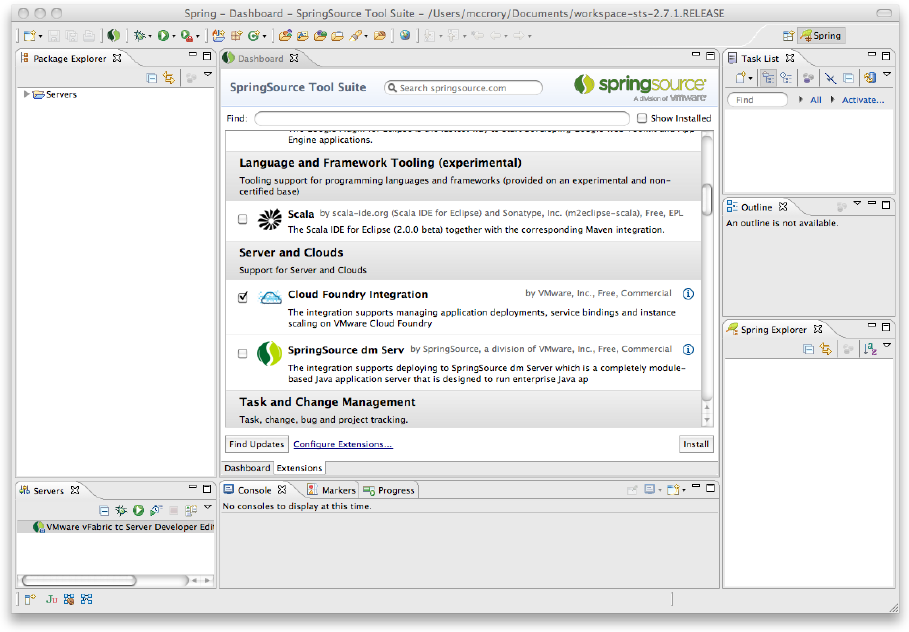 Spring - Dashboard - SpringSource Tool Suite - /Users/mccrory/Documents/workspace-sts-2.7.1.RELEASE
Spring
Package Explorer
Servers
Dashboard
SpringSource Tool Suite
Search springsource.com
springsource
A division of VMware
Find:
Show Installed
Engine applications.
Language and Framework Tooling (experimental)
Tooling support for programming languages and frameworks (provided on an experimental and non-
certified base)
Scala by scala-ide.org (Scala IDE for Eclipse) and Sonatype, Inc. (m2eclipse-scala), Free, EPL
The Scala IDE for Eclipse (2.0.0 beta) together with the corresponding Maven integration.
Server and Clouds
Support for Server and Clouds
Cloud Foundry Integration by VMware, Inc., Free, Commercial
The integration supports managing application deployments, service bindings and instance
scaling on VMware Cloud Foundry
SpringSource dm Serv by SpringSource, a division of VMware, Inc., Free, Commercial
The integration supports deploying to SpringSource dm Server which is a completely module-
based Java application server that is designed to run enterprise Java ap
Task and Change Management
Task, change, bug and project tracking.
Find Updates
Configure Extensions...
Install
Dashboard
Extensions
Task List
Find
All
Activate...
Outline
An outline is not available.
Spring Explorer
Servers
VMware vFabric tc Server Developer Edit
Console
Markers
Progress
No consoles to display at this time.
Ju